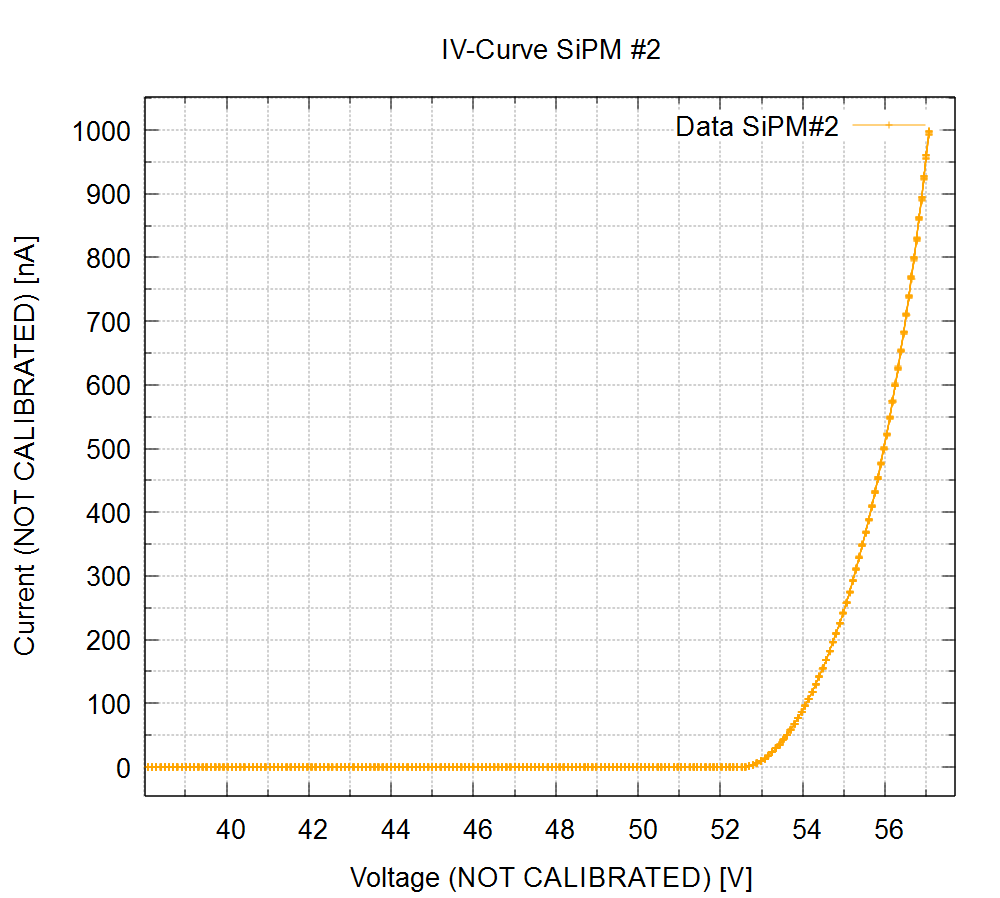 IV-Curve SiPM #2
Data SiPM#2
1000
900
800
700
600
500
400
300
200
100
0
Current (NOT CALIBRATED) [nA]
40 42 44 46 48 50 52 54 56
Voltage (NOT CALIBRATED) [V]